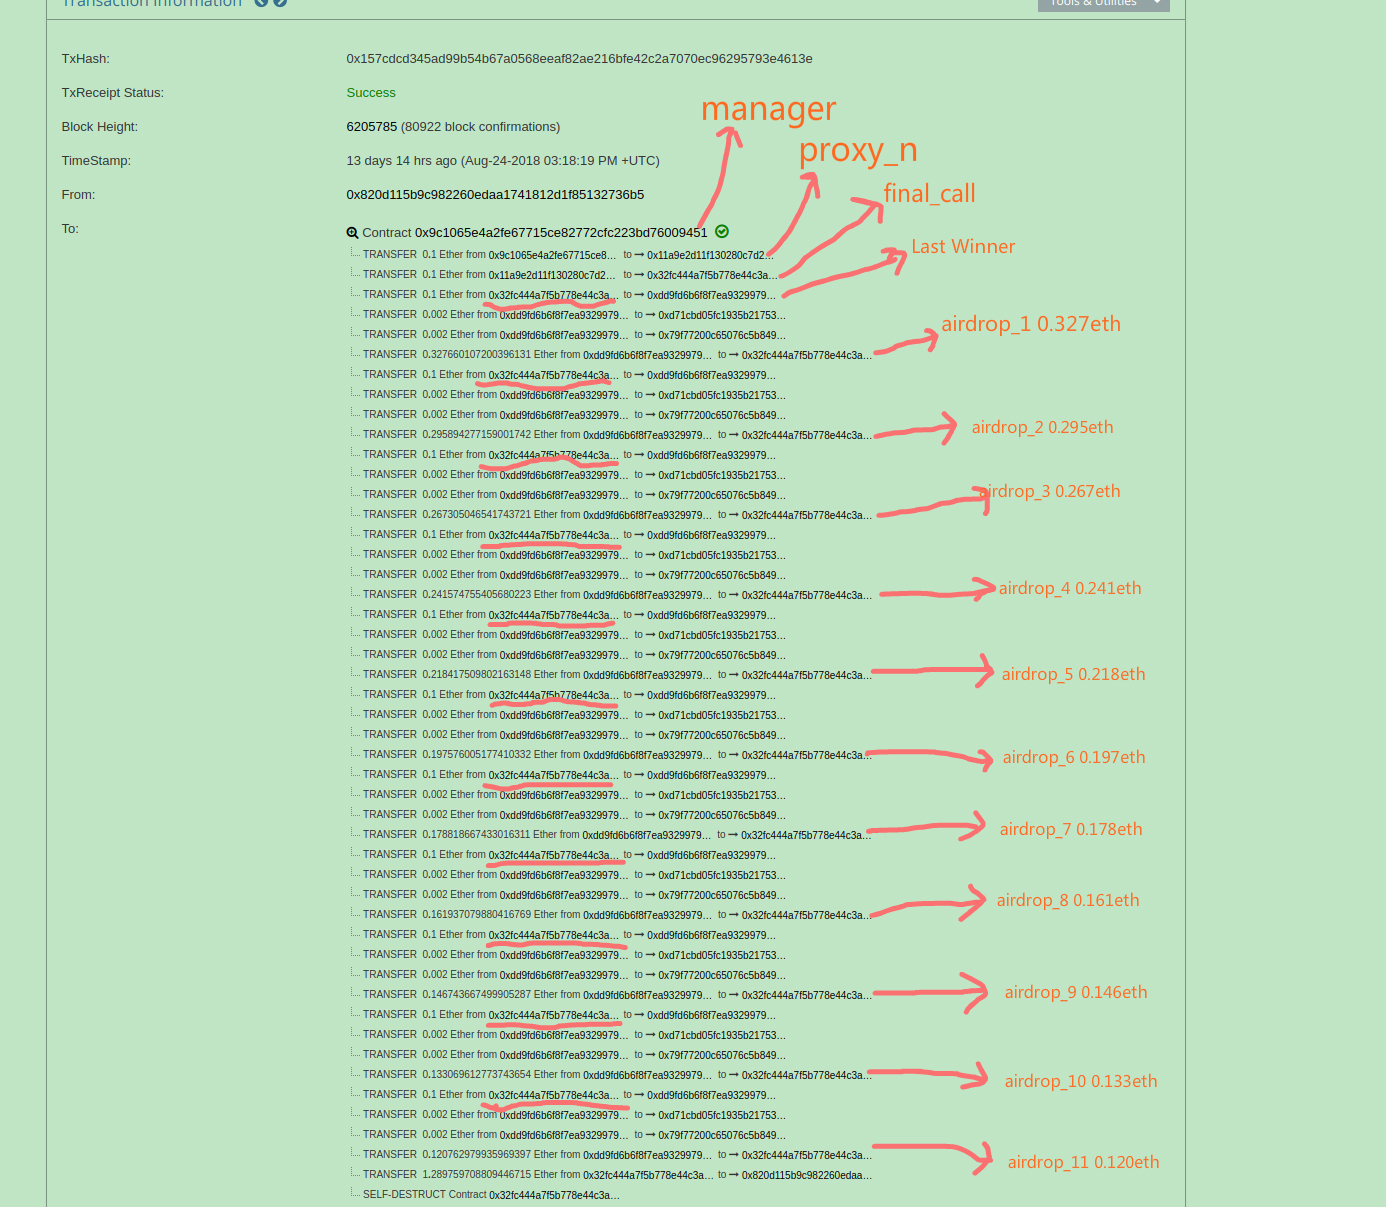 Transaction Information
Tools & Utilities
TxHash:
0x157cdcd345ad99b54b67a0568eeaf82ae216bfe42c2a7070ec96295793e4613e
TxReceipt Status:
Success
manager
Block Height:
6205785 (80922 block confirmations)
proxy_n
TimeStamp:
13 days 14 hrs ago (Aug-24-2018 03:18:19 PM +UTC)
From:
0x820d115b9c982260edaa1741812d1f85132736b5
final_call
To:
Contract 0x9c1065e4a2fe67715ce82772cfc223bd76009451
Last Winner
TRANSFER 0.1 Ether from 0x9c1065e4a2fe67715ce8... to → 0x11a9e2d11f130280c7d2...
TRANSFER 0.1 Ether from 0x11a9e2d11f130280c7d2... to → 0x32fc444a7f5b778e44c3a...
TRANSFER 0.1 Ether from 0x32fc444a7f5b778e44c3a... to → 0xdd9fd6b6f8f7ea9329979...
TRANSFER 0.002 Ether from 0xdd9fd6b6f8f7ea9329979... to → 0xd71cbd05fc1935b21753...
TRANSFER 0.002 Ether from 0xdd9fd6b6f8f7ea9329979... to → 0x79f77200c65076c5b849...
TRANSFER 0.327660107200396131 Ether from 0xdd9fd6b6f8f7ea9329979... to → 0x32fc444a7f5b778e44c3a...
airdrop_1 0.327eth
TRANSFER 0.1 Ether from 0x32fc444a7f5b778e44c3a... to → 0xdd9fd6b6f8f7ea9329979...
TRANSFER 0.002 Ether from 0xdd9fd6b6f8f7ea9329979... to → 0xd71cbd05fc1935b21753...
TRANSFER 0.002 Ether from 0xdd9fd6b6f8f7ea9329979... to → 0x79f77200c65076c5b849...
TRANSFER 0.295894277159001742 Ether from 0xdd9fd6b6f8f7ea9329979... to → 0x32fc444a7f5b778e44c3a...
airdrop_2 0.295eth
TRANSFER 0.1 Ether from 0x32fc444a7f5b778e44c3a... to → 0xdd9fd6b6f8f7ea9329979...
TRANSFER 0.002 Ether from 0xdd9fd6b6f8f7ea9329979... to → 0xd71cbd05fc1935b21753...
TRANSFER 0.002 Ether from 0xdd9fd6b6f8f7ea9329979... to → 0x79f77200c65076c5b849...
TRANSFER 0.267305046541743721 Ether from 0xdd9fd6b6f8f7ea9329979... to → 0x32fc444a7f5b778e44c3a...
airdrop_3 0.267eth
TRANSFER 0.1 Ether from 0x32fc444a7f5b778e44c3a... to → 0xdd9fd6b6f8f7ea9329979...
TRANSFER 0.002 Ether from 0xdd9fd6b6f8f7ea9329979... to → 0xd71cbd05fc1935b21753...
TRANSFER 0.002 Ether from 0xdd9fd6b6f8f7ea9329979... to → 0x79f77200c65076c5b849...
TRANSFER 0.241574755405680223 Ether from 0xdd9fd6b6f8f7ea9329979... to → 0x32fc444a7f5b778e44c3a...
airdrop_4 0.241eth
TRANSFER 0.1 Ether from 0x32fc444a7f5b778e44c3a... to → 0xdd9fd6b6f8f7ea9329979...
TRANSFER 0.002 Ether from 0xdd9fd6b6f8f7ea9329979... to → 0xd71cbd05fc1935b21753...
TRANSFER 0.002 Ether from 0xdd9fd6b6f8f7ea9329979... to → 0x79f77200c65076c5b849...
TRANSFER 0.218417509802163148 Ether from 0xdd9fd6b6f8f7ea9329979... to → 0x32fc444a7f5b778e44c3a...
airdrop_5 0.218eth
TRANSFER 0.1 Ether from 0x32fc444a7f5b778e44c3a... to → 0xdd9fd6b6f8f7ea9329979...
TRANSFER 0.002 Ether from 0xdd9fd6b6f8f7ea9329979... to → 0xd71cbd05fc1935b21753...
TRANSFER 0.002 Ether from 0xdd9fd6b6f8f7ea9329979... to → 0x79f77200c65076c5b849...
TRANSFER 0.197576005177410332 Ether from 0xdd9fd6b6f8f7ea9329979... to → 0x32fc444a7f5b778e44c3a...
airdrop_6 0.197eth
TRANSFER 0.1 Ether from 0x32fc444a7f5b778e44c3a... to → 0xdd9fd6b6f8f7ea9329979...
TRANSFER 0.002 Ether from 0xdd9fd6b6f8f7ea9329979... to → 0xd71cbd05fc1935b21753...
TRANSFER 0.002 Ether from 0xdd9fd6b6f8f7ea9329979... to → 0x79f77200c65076c5b849...
TRANSFER 0.178818667433016311 Ether from 0xdd9fd6b6f8f7ea9329979... to → 0x32fc444a7f5b778e44c3a...
airdrop_7 0.178eth
TRANSFER 0.1 Ether from 0x32fc444a7f5b778e44c3a... to → 0xdd9fd6b6f8f7ea9329979...
TRANSFER 0.002 Ether from 0xdd9fd6b6f8f7ea9329979... to → 0xd71cbd05fc1935b21753...
TRANSFER 0.002 Ether from 0xdd9fd6b6f8f7ea9329979... to → 0x79f77200c65076c5b849...
TRANSFER 0.161937079880416769 Ether from 0xdd9fd6b6f8f7ea9329979... to → 0x32fc444a7f5b778e44c3a...
airdrop_8 0.161eth
TRANSFER 0.1 Ether from 0x32fc444a7f5b778e44c3a... to → 0xdd9fd6b6f8f7ea9329979...
TRANSFER 0.002 Ether from 0xdd9fd6b6f8f7ea9329979... to → 0xd71cbd05fc1935b21753...
TRANSFER 0.002 Ether from 0xdd9fd6b6f8f7ea9329979... to → 0x79f77200c65076c5b849...
TRANSFER 0.146743667499905287 Ether from 0xdd9fd6b6f8f7ea9329979... to → 0x32fc444a7f5b778e44c3a...
airdrop_9 0.146eth
TRANSFER 0.1 Ether from 0x32fc444a7f5b778e44c3a... to → 0xdd9fd6b6f8f7ea9329979...
TRANSFER 0.002 Ether from 0xdd9fd6b6f8f7ea9329979... to → 0xd71cbd05fc1935b21753...
TRANSFER 0.002 Ether from 0xdd9fd6b6f8f7ea9329979... to → 0x79f77200c65076c5b849...
TRANSFER 0.133069612773743654 Ether from 0xdd9fd6b6f8f7ea9329979... to → 0x32fc444a7f5b778e44c3a...
airdrop_10 0.133eth
TRANSFER 0.1 Ether from 0x32fc444a7f5b778e44c3a... to → 0xdd9fd6b6f8f7ea9329979...
TRANSFER 0.002 Ether from 0xdd9fd6b6f8f7ea9329979... to → 0xd71cbd05fc1935b21753...
TRANSFER 0.002 Ether from 0xdd9fd6b6f8f7ea9329979... to → 0x79f77200c65076c5b849...
TRANSFER 0.120762979935969397 Ether from 0xdd9fd6b6f8f7ea9329979... to → 0x32fc444a7f5b778e44c3a...
airdrop_11 0.120eth
TRANSFER 1.289759708809446715 Ether from 0x32fc444a7f5b778e44c3a... to → 0x820d115b9c982260edaa...
SELF-DESTRUCT Contract 0x32fc444a7f5b778e44c3a...